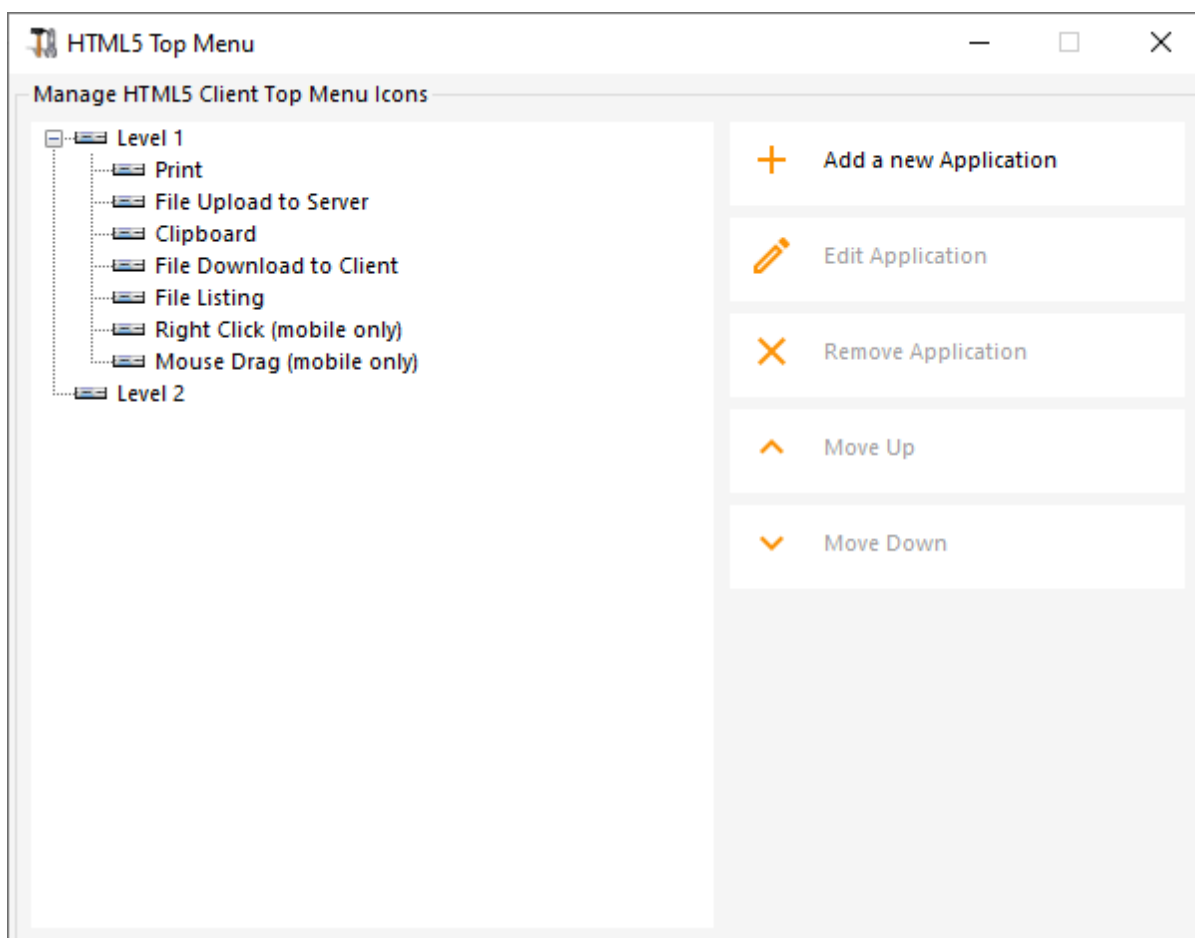 HTML5 Top Menu
Manage HTML5 Client Top Menu Icons
Level 1
Print
File Upload to Server
Clipboard
File Download to Client
File Listing
Right Click (mobile only)
Mouse Drag (mobile only)
Level 2
Add a new Application
Edit Application
Remove Application
Move Up
Move Down